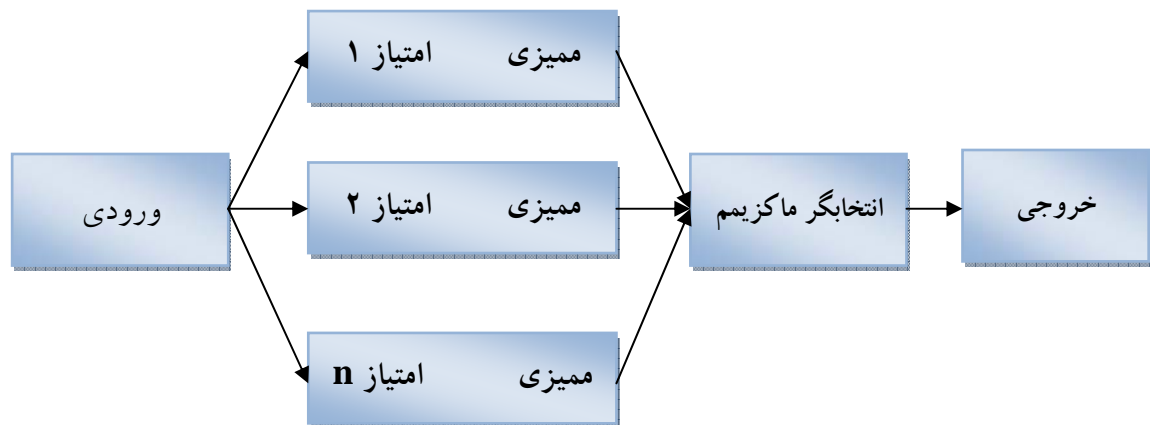 ممیزی امتیاز ۱
ورودی
ممیزی امتیاز ۲
انتخابگر ماکزیمم
خروجی
ممیزی امتیاز n